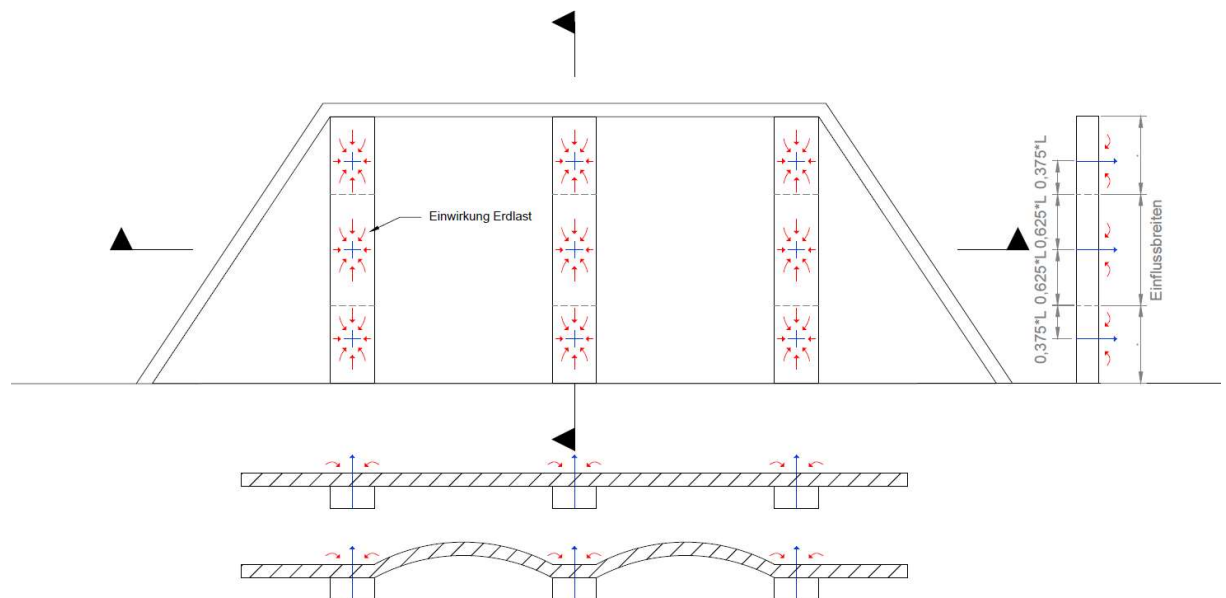 Einwirkung Erdlast
0,375*L
0,625*L
0,625*L
0,375*L
Einflussbreiten